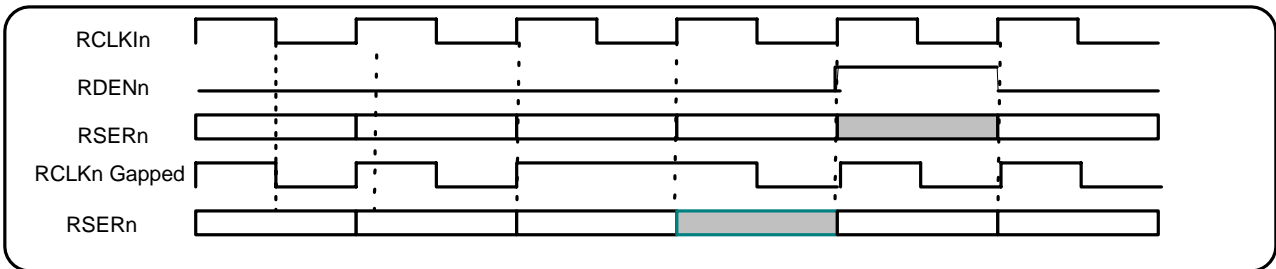 RCLKIn
RDENn
RSERn
RCLKn Gapped
RSERn